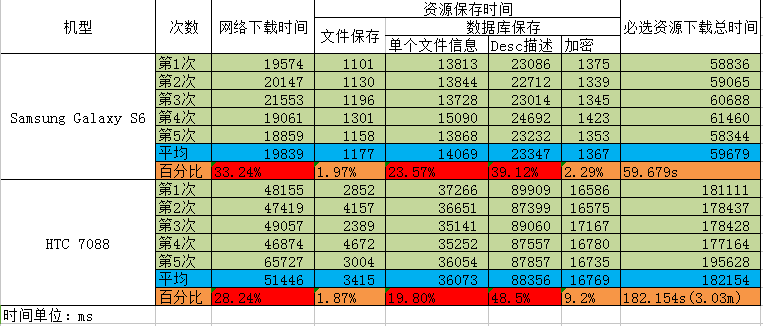 机型 次数 网络下载时间 资源保存时间 必选资源下载总时间
文件保存 数据库保存
单个文件信息 Desc描述 加密
Samsung Galaxy S6
第1次 19574 1101 13813 23086 1375 58836
第2次 20147 1130 13844 22712 1339 59065
第3次 21553 1196 13728 23014 1345 60688
第4次 19061 1301 15090 24692 1423 61460
第5次 18859 1158 13868 23232 1353 58344
平均 19839 1177 14069 23347 1367 59679
百分比 33.24% 1.97% 23.57% 39.12% 2.29% 59.679s
HTC 7088
第1次 48155 2852 37266 89909 16586 181111
第2次 47419 4157 36651 87399 16575 178437
第3次 49057 2389 35141 89060 17167 178428
第4次 46874 4672 35252 87557 16780 177164
第5次 65727 3004 36054 87857 16735 195628
平均 51446 3415 36073 88356 16769 182154
百分比 28.24% 1.87% 19.80% 48.5% 9.2% 182.154s(3.03m)
时间单位：ms